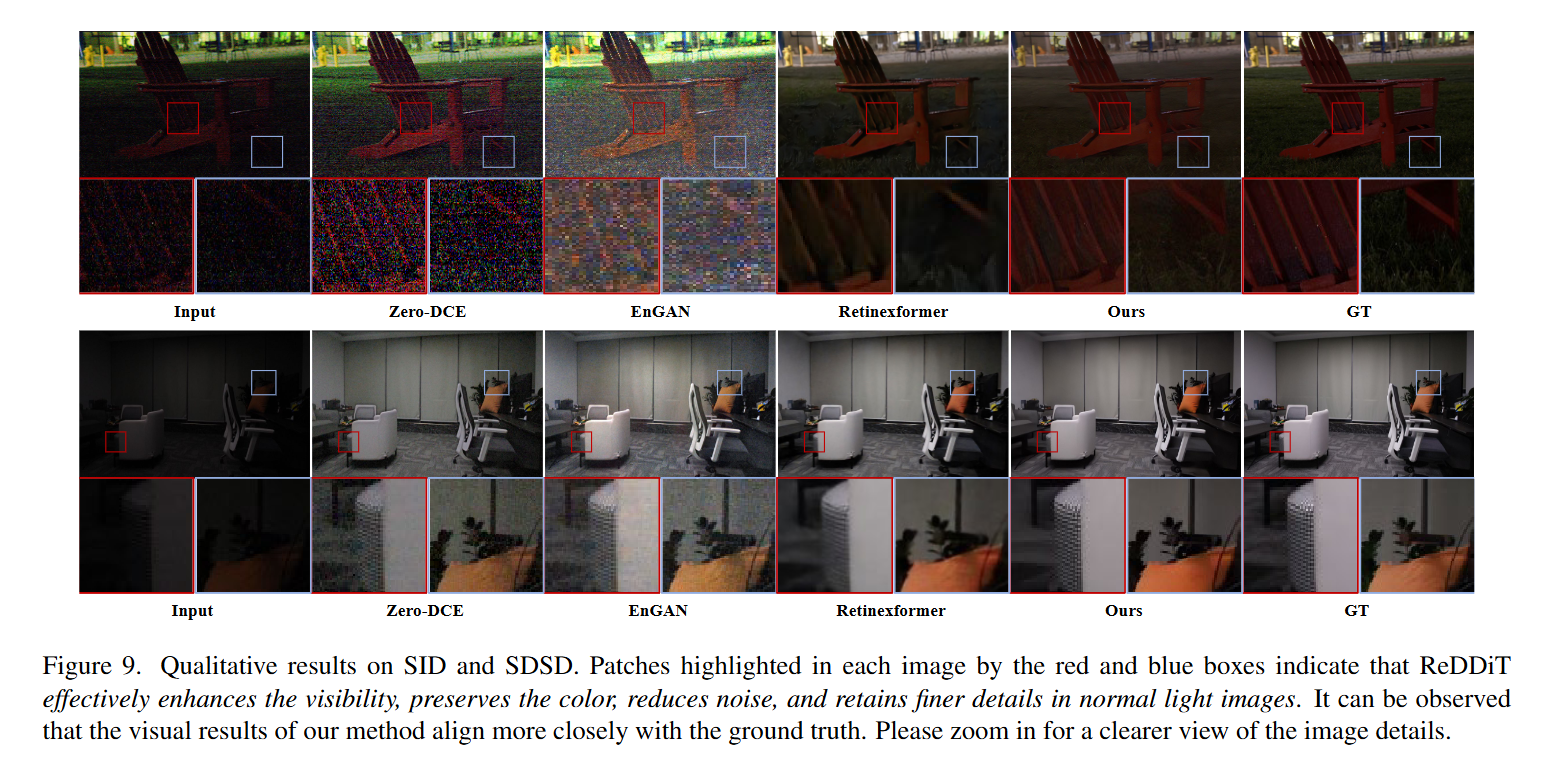 Input Zero-DCE EnGAN Retinexformer Ours GT
Input Zero-DCE EnGAN Retinexformer Ours GT
Figure 9. Qualitative results on SID and SDSD. Patches highlighted in each image by the red and blue boxes indicate that ReDDiT
effectively enhances the visibility, preserves the color, reduces noise, and retains finer details in normal light images. It can be observed
that the visual results of our method align more closely with the ground truth. Please zoom in for a clearer view of the image details.